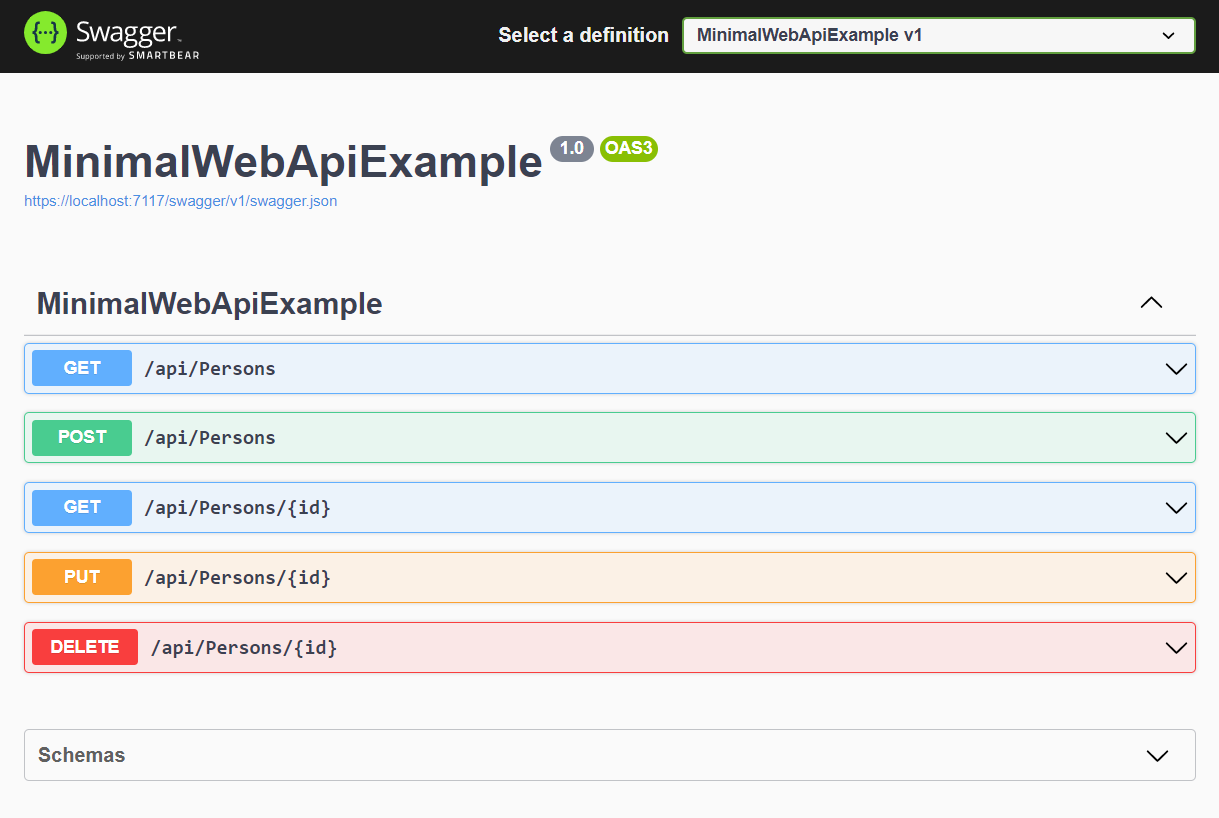 Swagger™
Supported by SMARTBEAR
Select a definition
MinimalWebApiExample v1
MinimalWebApiExample 1.0 OAS3
https://localhost:7117/swagger/v1/swagger.json
MinimalWebApiExample
GET /api/Persons
POST /api/Persons
GET /api/Persons/{id}
PUT /api/Persons/{id}
DELETE /api/Persons/{id}
Schemas